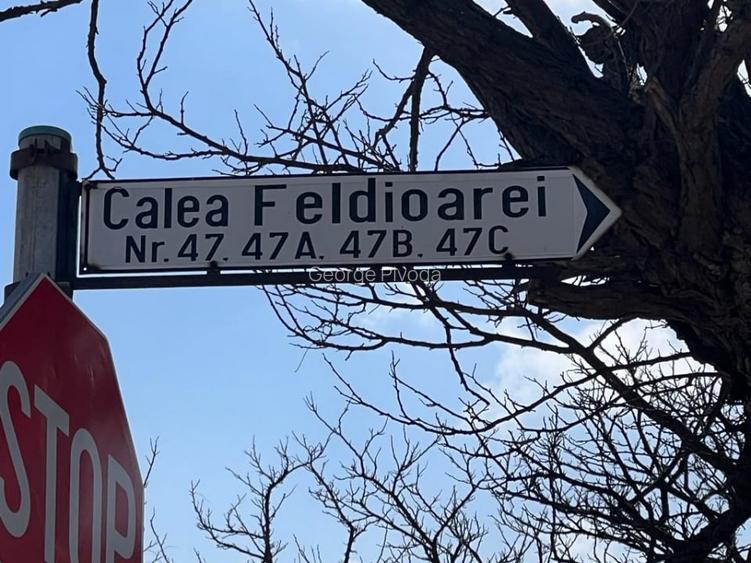 Calea Feldioarei
Nr. 47. 47A. 47B. 47C
George Pivoda
STOP